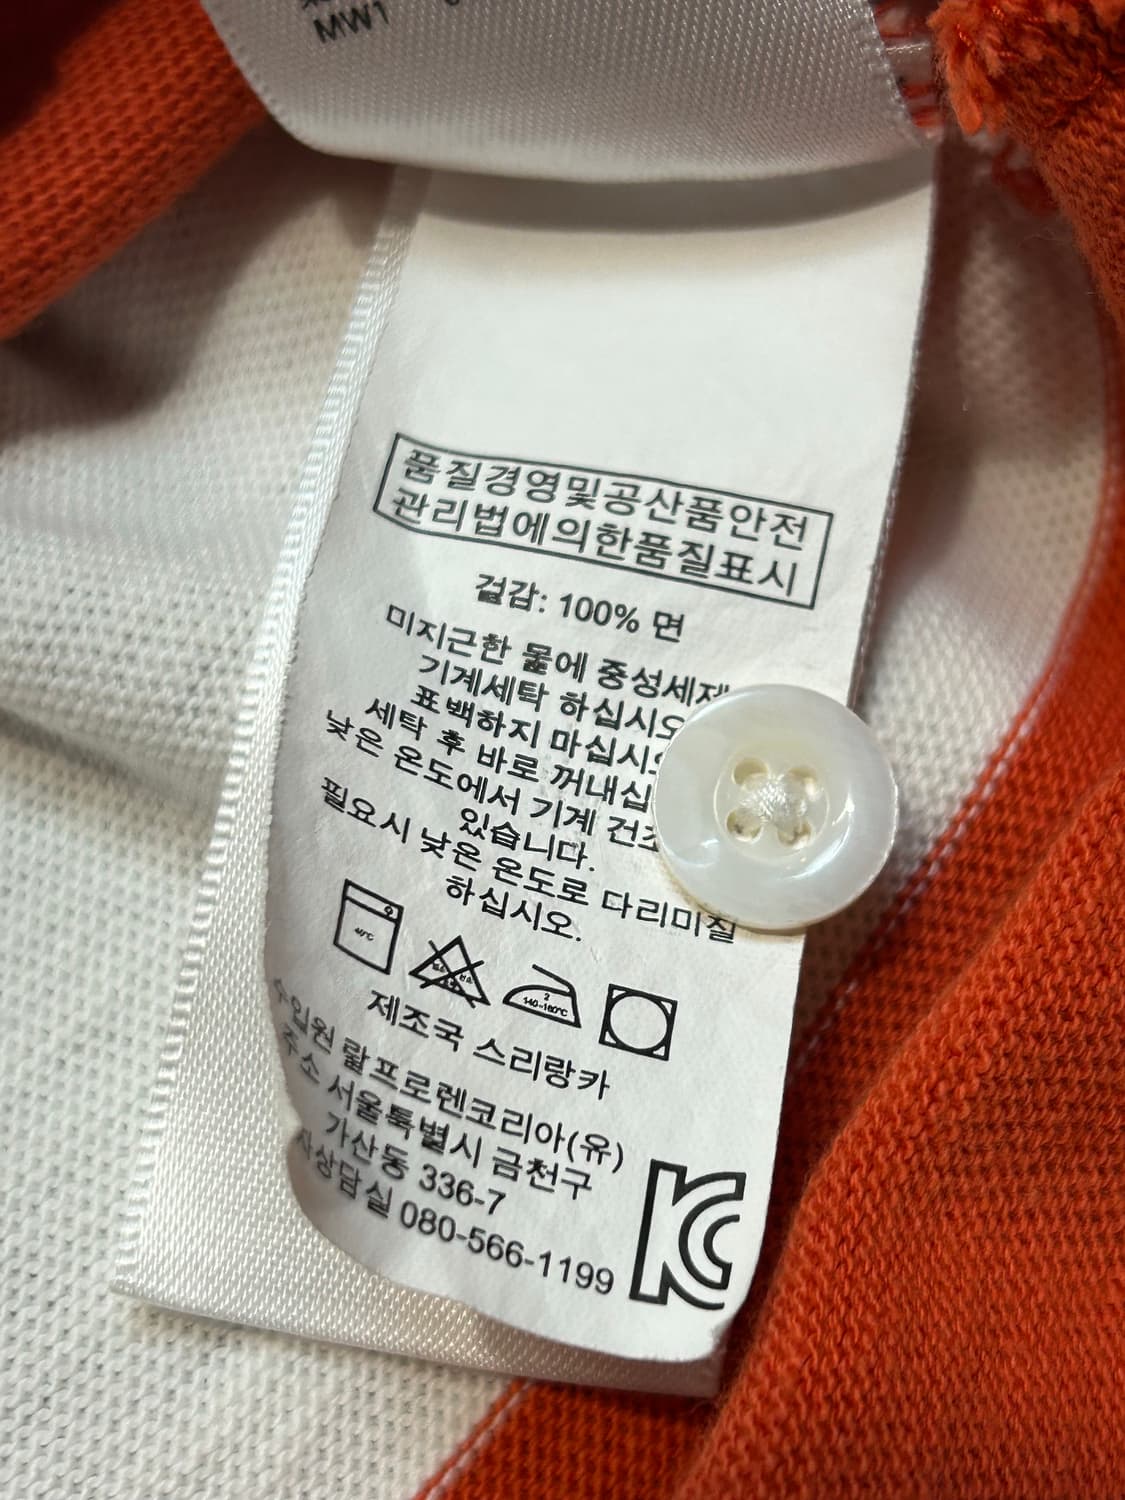 MW1
품질경영및공산품안전
관리법에의한품질표시
겉감: 100% 면
미지근한 물에 중성세제
기계세탁 하십시오
표백하지 마십시오
세탁 후 바로 꺼내십
낮은 온도에서 기계 건조
있습니다.
필요시 낮은 온도로 다리미질
하십시오.
40℃
2
140~160℃
제조국 스리랑카
수입원 랄프로렌코리아(유)
주소 서울특별시 금천구
가산동 336-7
자상담실 080-566-1199
KC